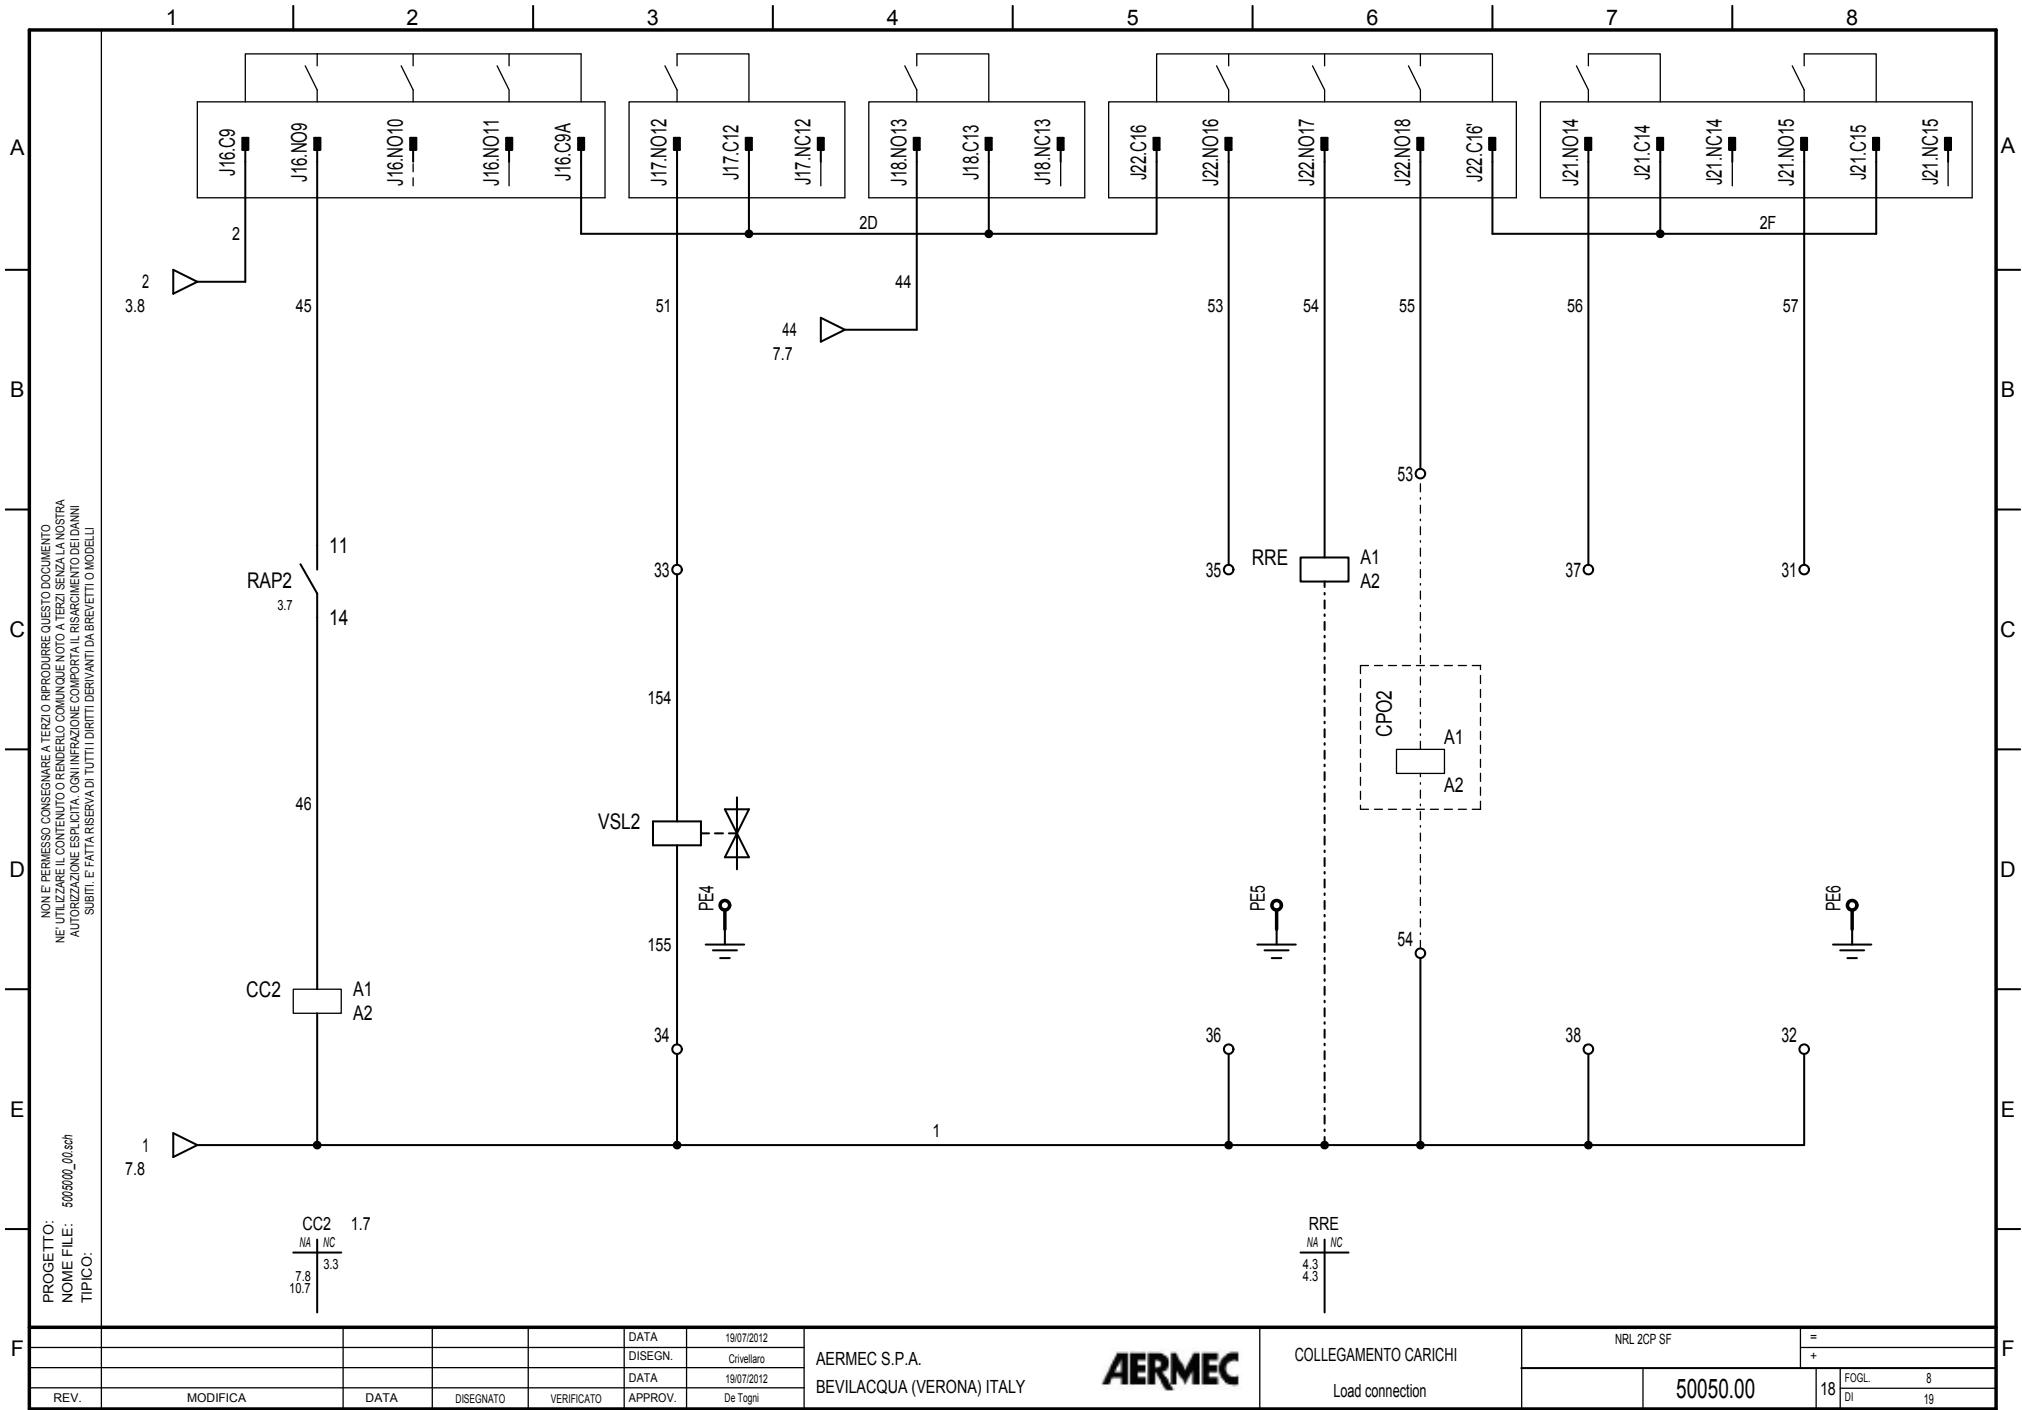 1 2 3 4 5 6 7 8
A
B
C
D
E
F
A
B
C
D
E
F
J16.C9
J16.NO9
J16.NO10
J16.NO11
J16.C9A
J17.NO12
J17.C12
J17.NC12
J18.NO13
J18.C13
J18.NC13
J22.C16
J22.NO16
J22.NO17
J22.NO18
J22.C16'
J21.NO14
J21.C14
J21.NC14
J21.NO15
J21.C15
J21.NC15
2
2D
2F
2
3.8
45
51
44
44
7.7
53
54
55
56
57
53
11
RAP2
3.7
14
33
35
RRE
A1
A2
37
31
154
CPO2
A1
A2
46
VSL2
PE4
PE5
PE6
155
54
CC2
A1
A2
34
36
38
32
1
7.8
1
CC2 1.7
NA NC
3.3
7.8
10.7
RRE
NA NC
4.3
4.3
NON E' PERMESSO CONSEGNARE A TERZI O RIPRODURRE QUESTO DOCUMENTO
NE' UTILIZZARE IL CONTENUTO O RENDERLO COMUNQUE NOTO A TERZI SENZA LA NOSTRA
AUTORIZZAZIONE ESPLICITA. OGNI INFRAZIONE COMPORTA IL RISARCIMENTO DEI DANNI
SUBITI. E' FATTA RISERVA DI TUTTI I DIRITTI DERIVANTI DA BREVETTI O MODELLI
PROGETTO:
NOME FILE: 5005000_00.sch
TIPICO:
REV. MODIFICA DATA DISEGNATO VERIFICATO
DATA 19/07/2012
DISEGN. Crivellaro
DATA 19/07/2012
APPROV. De Togni
AERMEC S.P.A.
BEVILACQUA (VERONA) ITALY
AERMEC
COLLEGAMENTO CARICHI
Load connection
NRL 2CP SF
=
+
50050.00
18
FOGL. 8
DI 19